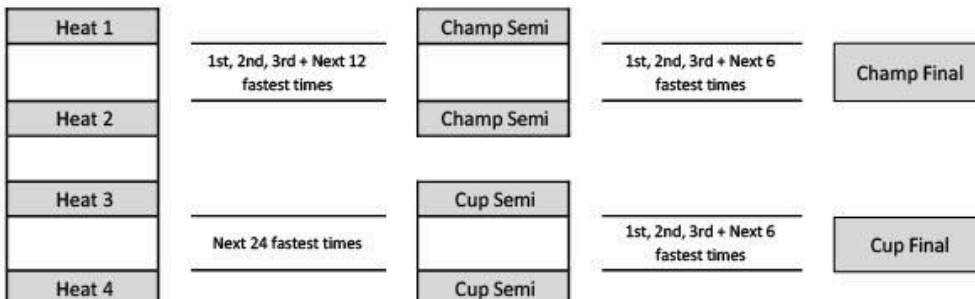 Heat 1
Champ Semi
1st, 2nd, 3rd + Next 12
fastest times
1st, 2nd, 3rd + Next 6
fastest times
Champ Final
Heat 2
Champ Semi
Heat 3
Cup Semi
Next 24 fastest times
1st, 2nd, 3rd + Next 6
fastest times
Cup Final
Heat 4
Cup Semi